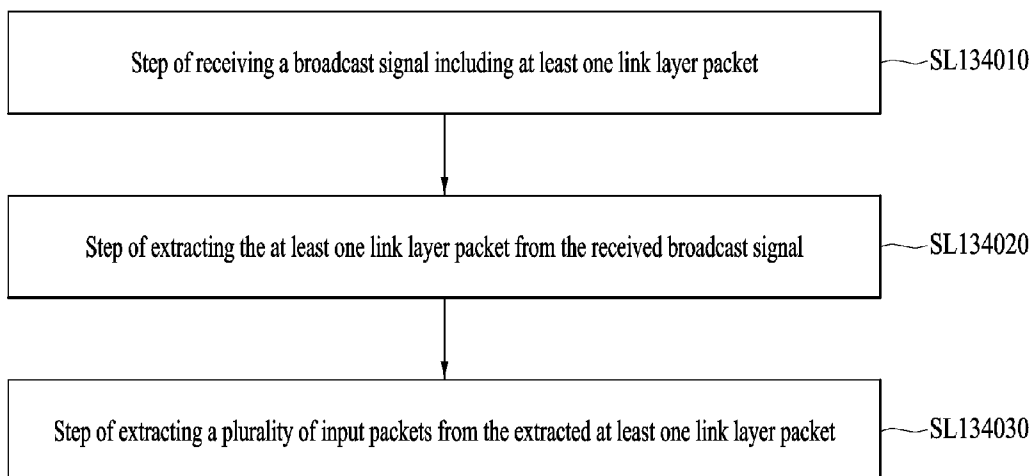 Step of receiving a broadcast signal including at least one link layer packet
SL134010
Step of extracting the at least one link layer packet from the received broadcast signal
SL134020
Step of extracting a plurality of input packets from the extracted at least one link layer packet
SL134030